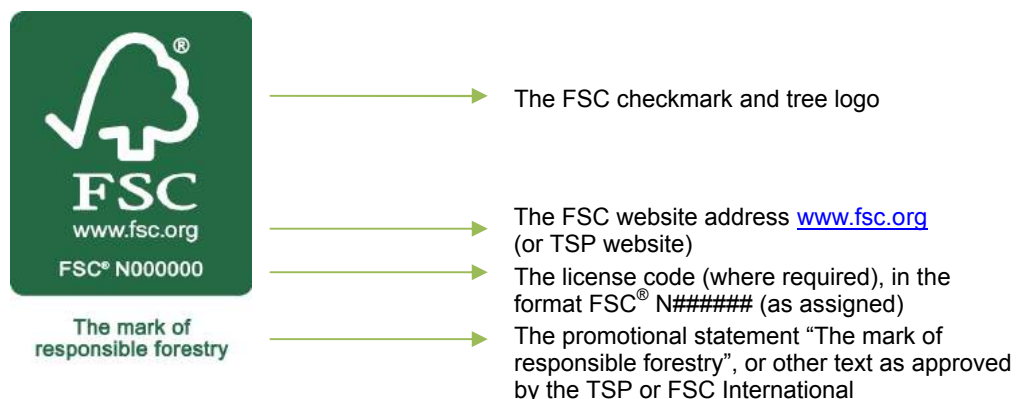 ®
FSC
www.fsc.org
FSC® N000000
The mark of
responsible forestry
The FSC checkmark and tree logo
The FSC website address www.fsc.org
(or TSP website)
The license code (where required), in the
format FSC® N###### (as assigned)
The promotional statement “The mark of
responsible forestry”, or other text as approved
by the TSP or FSC International